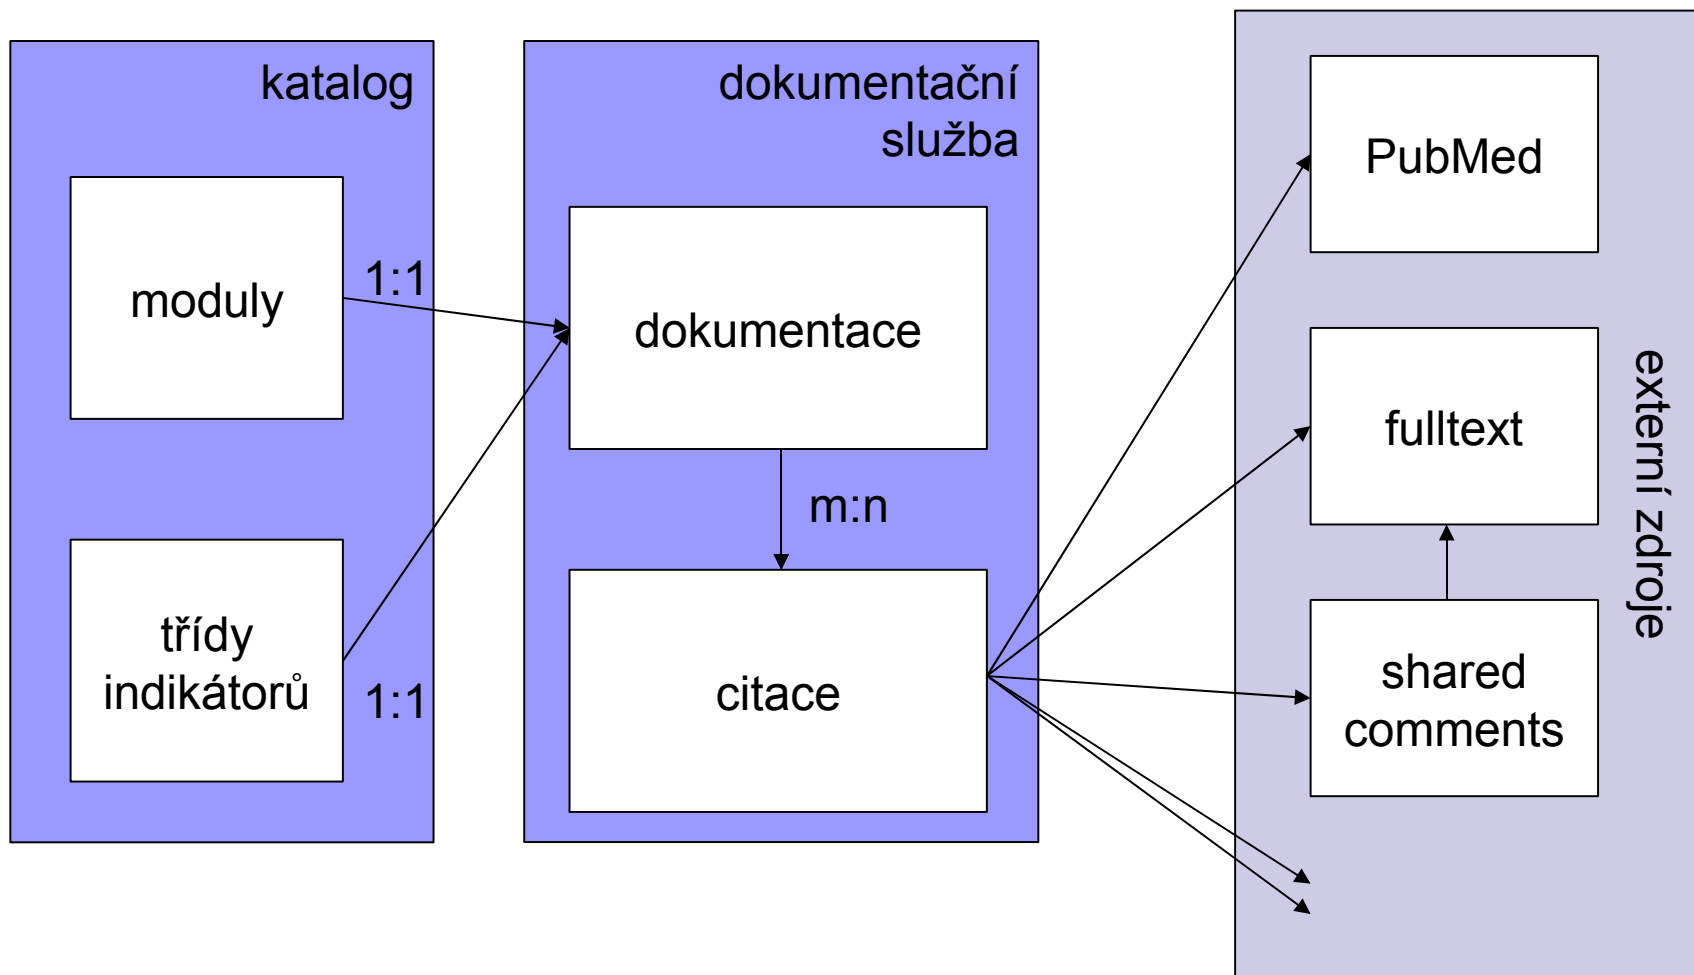 katalog
moduly
1:1
třídy
indikátorů
1:1
dokumentační
služba
dokumentace
m:n
citace
PubMed
fulltext
shared
comments
externí zdroje